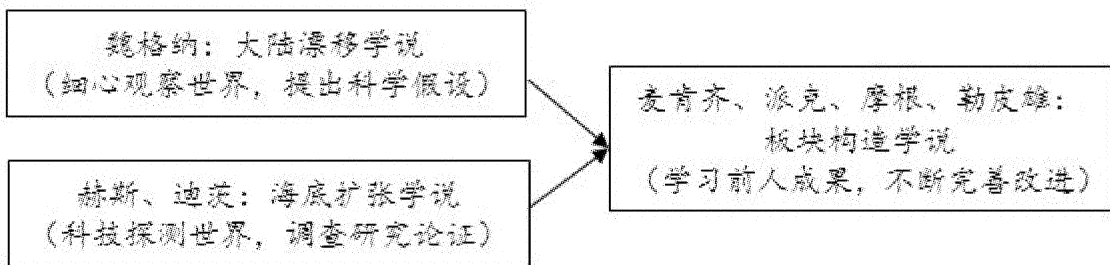 魏格纳：大陆漂移学说
（细心观察世界，提出科学假设）
赫斯、迪茨：海底扩张学说
（科技探测世界，调查研究论证）
麦肯齐、派克、摩根、勒皮雄：
板块构造学说
（学习前人成果，不断完善改进）